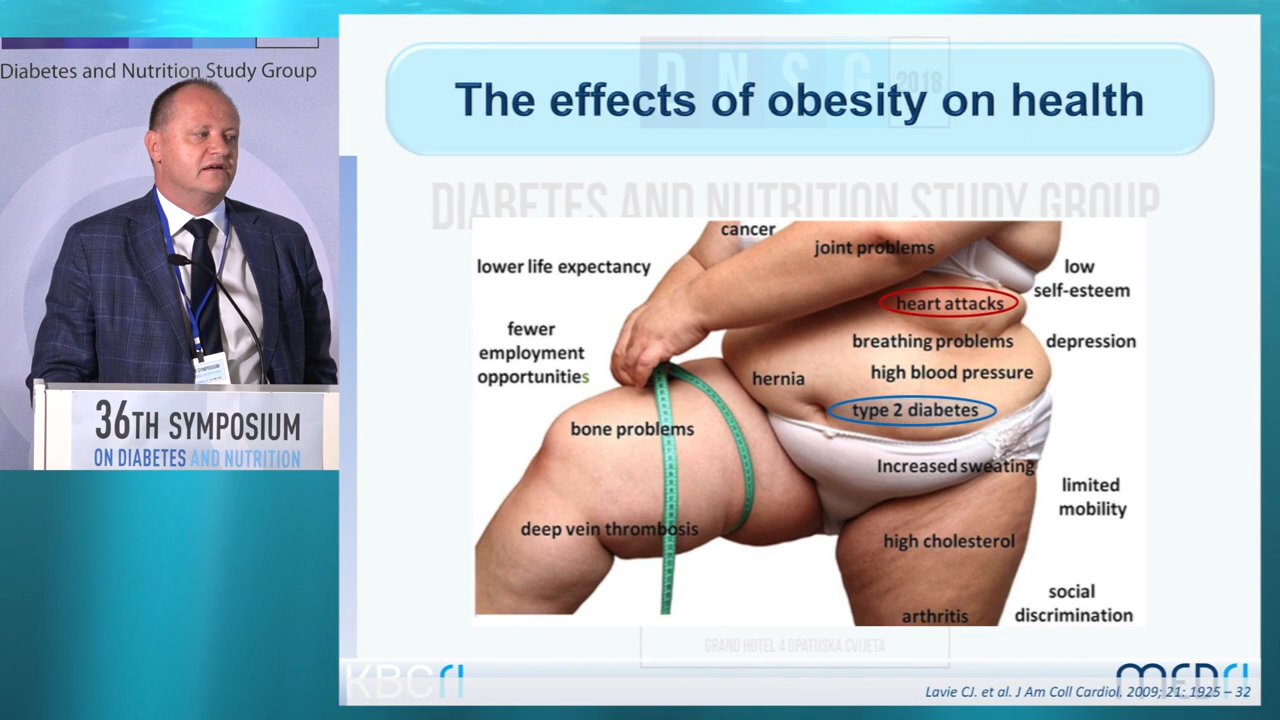 Diabetes and Nutrition Study Group
36TH SYMPOSIUM
ON DIABETES AND NUTRITION
SYMPOSIUM
DNSG
2018
The effects of obesity on health
DIABETES AND NUTRITION STUDY GROUP
cancer
joint problems
lower life expectancy
low
self-esteem
heart attacks
fewer
employment
opportunities
breathing problems
depression
high blood pressure
hernia
type 2 diabetes
bone problems
Increased sweating
limited
mobility
deep vein thrombosis
high cholesterol
social
discrimination
arthritis
GRAND HOTEL 4 OPATIJSKA CVIJETA
KBCRI
MEDRI
Lavie CJ. et al. J Am Coll Cardiol. 2009; 21: 1925 – 32